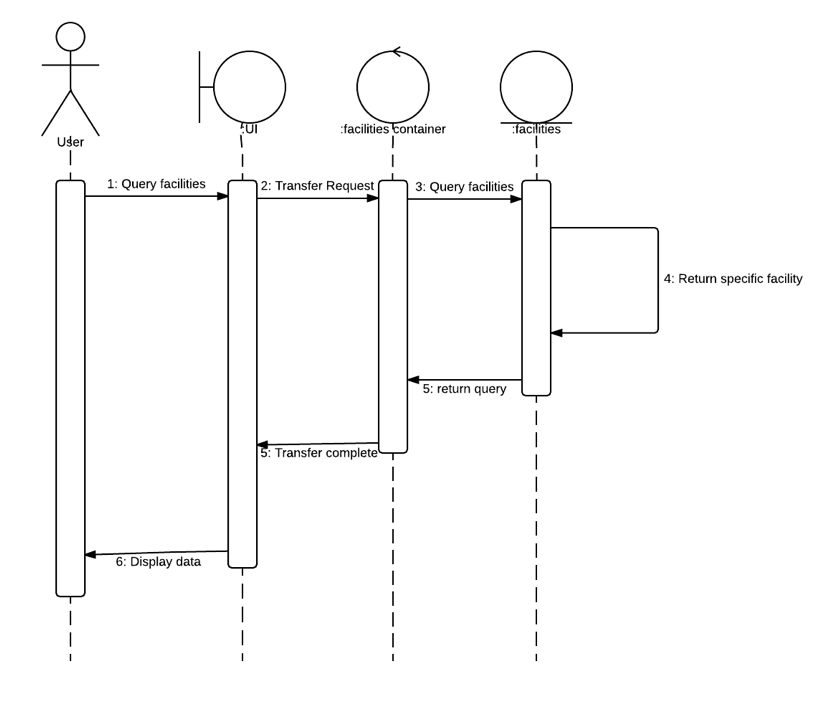 User
:UI
:facilities container
:facilities
1: Query facilities
2: Transfer Request
3: Query facilities
4: Return specific facility
5: return query
5: Transfer complete
6: Display data